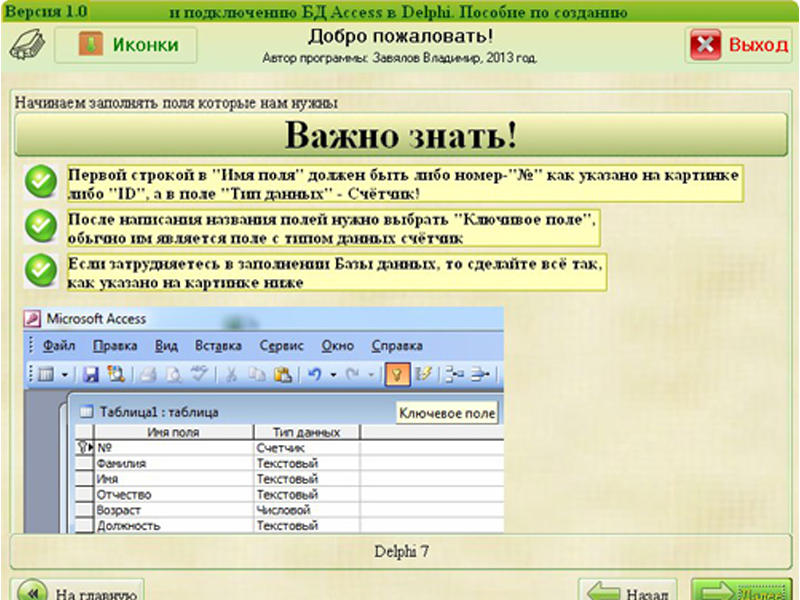 Версия 1.0 и подключению БД Access в Delphi. Пособие по созданию
Иконки
Добро пожаловать!
Автор программы: Завялов Владимир, 2013 год.
Выход
Начинаем заполнять поля которые нам нужны
Важно знать!
Первой строкой в "Имя поля" должен быть либо номер-"№" как указано на картинке
либо "ID", а в поле "Тип данных" - Счётчик!
После написания названия полей нужно выбрать "Ключивое поле",
обычно им является поле с типом данных счётчик
Если затрудняетесь в заполнении Базы данных, то сделайте всё так,
как указано на картинке ниже
Microsoft Access
Файл Правка Вид Вставка Сервис Окно Справка
Таблица1 : таблица
Ключевое поле
Имя поля Тип данных
№ Счетчик
Фамилия Текстовый
Имя Текстовый
Отчество Текстовый
Возраст Числовой
Должность Текстовый
Delphi 7
На главную
Назад
Далее